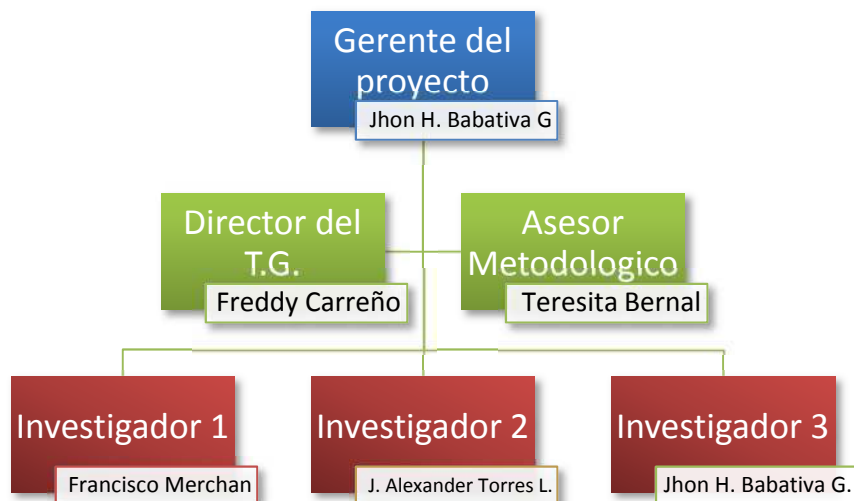 Gerente del
proyecto
Jhon H. Babativa G
Director del
T.G.
Freddy Carreño
Asesor
Metodologico
Teresita Bernal
Investigador 1
Francisco Merchan
Investigador 2
J. Alexander Torres L.
Investigador 3
Jhon H. Babativa G.